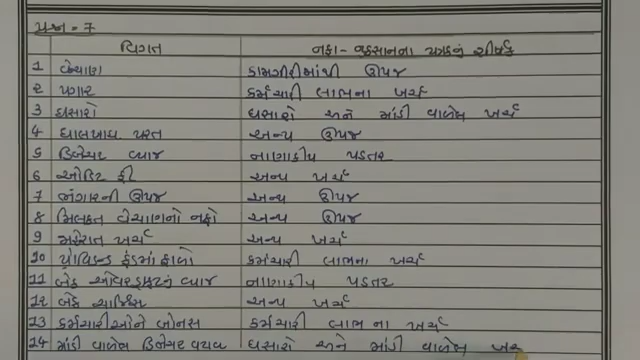 પ્રશ્ન - 7
વિગત નફા - નુકસાનના પત્રકનું શીર્ષક
1 વેચાણ કામગીરીમાંથી ઊપજ
2 પગાર કર્મચારી લાભના ખર્ચ
3 ઘસારો ઘસારો અને માંડી વાળેલ ખર્ચ
4 ઘાલખાધ પરત અન્ય ઊપજ
5 ડિબેન્ચર વ્યાજ નાણાકીય પડતર
6 ઓડિટ ફી અન્ય ખર્ચ
7 ભંગારની ઊપજ અન્ય ઊપજ
8 મિલકત વેચાણનો નફો અન્ય ઊપજ
9 મરંમત ખર્ચ અન્ય ખર્ચ
10 પ્રોવિડન્ડ ફંડમાં ફાળો કર્મચારી લાભના ખર્ચ
11 બેંક ઓવરડ્રાફ્ટનું વ્યાજ નાણાકીય પડતર
12 બેંક ચાર્જિસ અન્ય ખર્ચ
13 કર્મચારીઓને બોનસ કર્મચારી લાભ ના ખર્ચ
14 માંડી વાળેલ ડિબેન્ચર વટાવ ઘસારો અને માંડી વાળેલ ખર્ચ